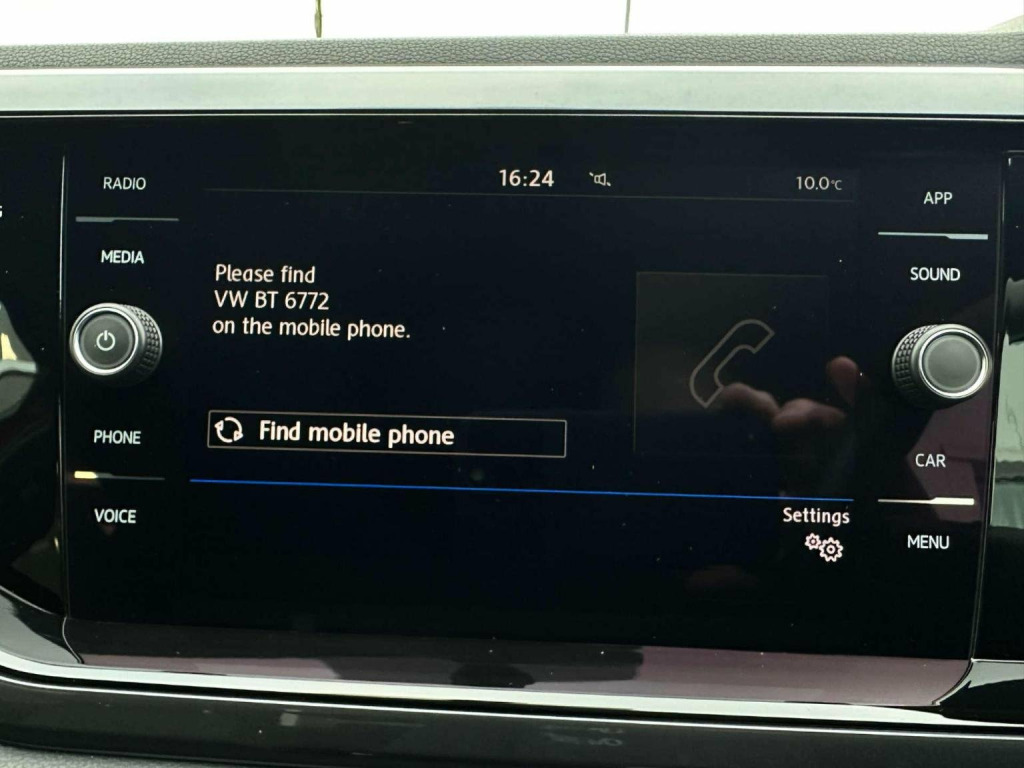 RADIO
MEDIA
PHONE
VOICE
16:24
10.0°C
Please find
VW BT 6772
on the mobile phone.
Find mobile phone
Settings
APP
SOUND
CAR
MENU